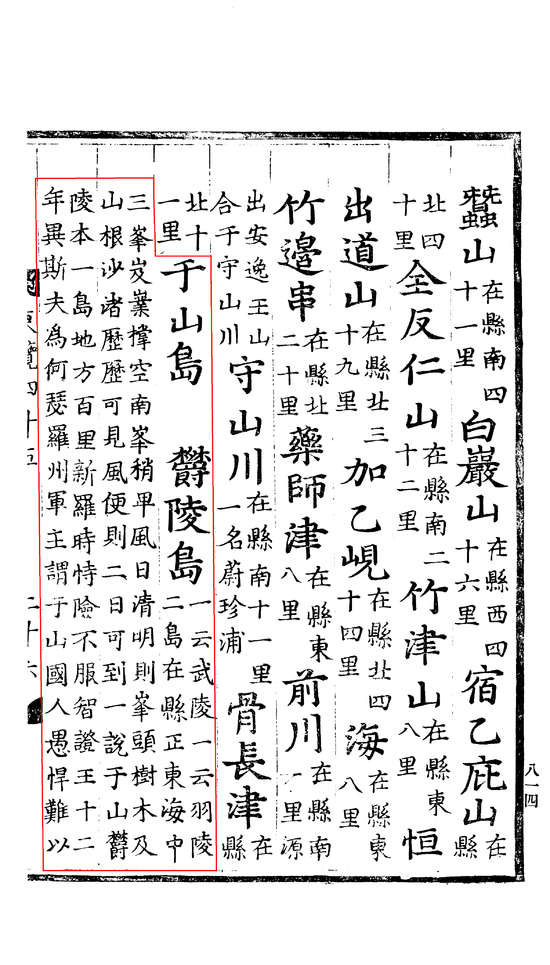 八一四
蠶山在縣南四十一里白巖山在縣西四十六里宿乙庇山在縣
北四十里全反仁山在縣南二十二里竹津山在縣東八里恒
出道山在縣北三十九里加乙峴在縣北四十四里海在縣東八里
竹邊串在縣北二十里藥師津在縣東八里前川在縣南一里源
出安逸王山合于守山川守山川在縣南十一里一名蔚珍浦骨長津在縣
北十一里于山島 欝陵島一云武陵一云羽陵二島在縣正東海中
三峯岌嶪撑空南峯稍卑風日清明則峯頭樹木及
山根沙渚歷歷可見風便則二日可到一說于山欝
陵本一島地方百里新羅時恃險不服智證王十二
年異斯夫爲何瑟羅州軍主謂于山國人愚悍難以
覽四十五 二十六